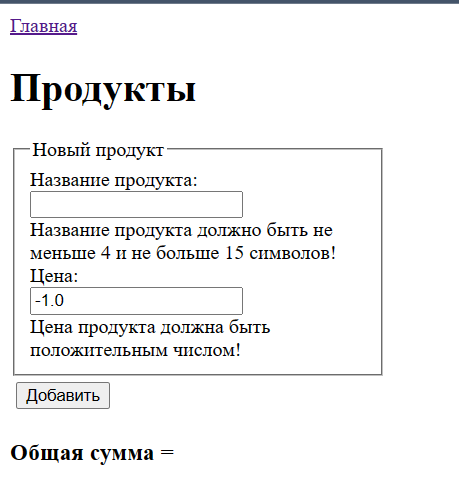 Главная
Продукты
Новый продукт
Название продукта:
Название продукта должно быть не
меньше 4 и не больше 15 символов!
Цена:
-1.0
Цена продукта должна быть
положительным числом!
Добавить
Общая сумма =